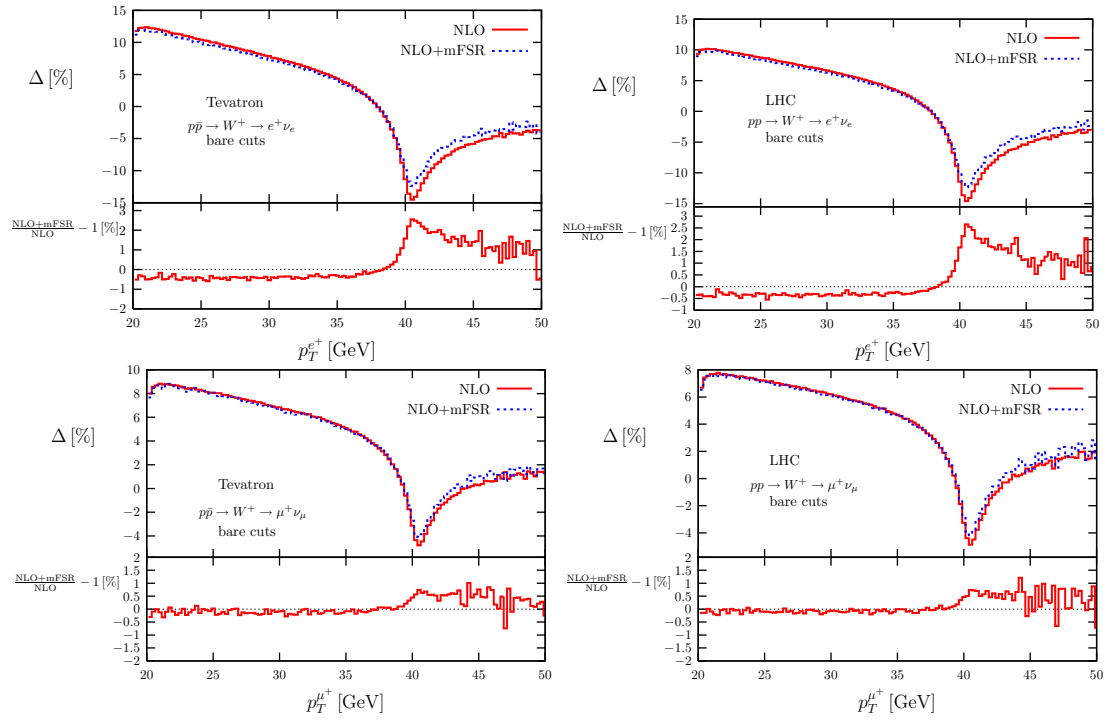 15
10
5
0
−5
−10
−15
Δ [%]
NLO
NLO+mFSR
Tevatron
pp̄ → W⁺ → e⁺νₑ
bare cuts
3
2
1
0
−1
−2
NLO+mFSR/NLO − 1 [%]
20 25 30 35 40 45 50
p_T^{e⁺} [GeV]
15
10
5
0
−5
−10
−15
Δ [%]
NLO
NLO+mFSR
LHC
pp → W⁺ → e⁺νₑ
bare cuts
3
2.5
2
1.5
1
0.5
0
−0.5
−1
NLO+mFSR/NLO − 1 [%]
20 25 30 35 40 45 50
p_T^{e⁺} [GeV]
10
8
6
4
2
0
−2
−4
Δ [%]
NLO
NLO+mFSR
Tevatron
pp̄ → W⁺ → μ⁺ν_μ
bare cuts
2
1.5
1
0.5
0
−0.5
−1
−1.5
−2
NLO+mFSR/NLO − 1 [%]
20 25 30 35 40 45 50
p_T^{μ⁺} [GeV]
8
6
4
2
0
−2
−4
Δ [%]
NLO
NLO+mFSR
LHC
pp → W⁺ → μ⁺ν_μ
bare cuts
2
1.5
1
0.5
0
−0.5
−1
−1.5
−2
NLO+mFSR/NLO − 1 [%]
20 25 30 35 40 45 50
p_T^{μ⁺} [GeV]